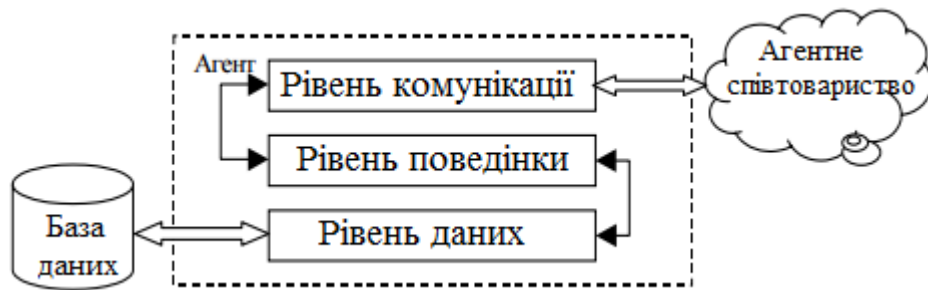 Агент
Рівень комунікації
Агентне
співтовариство
Рівень поведінки
База
даних
Рівень даних